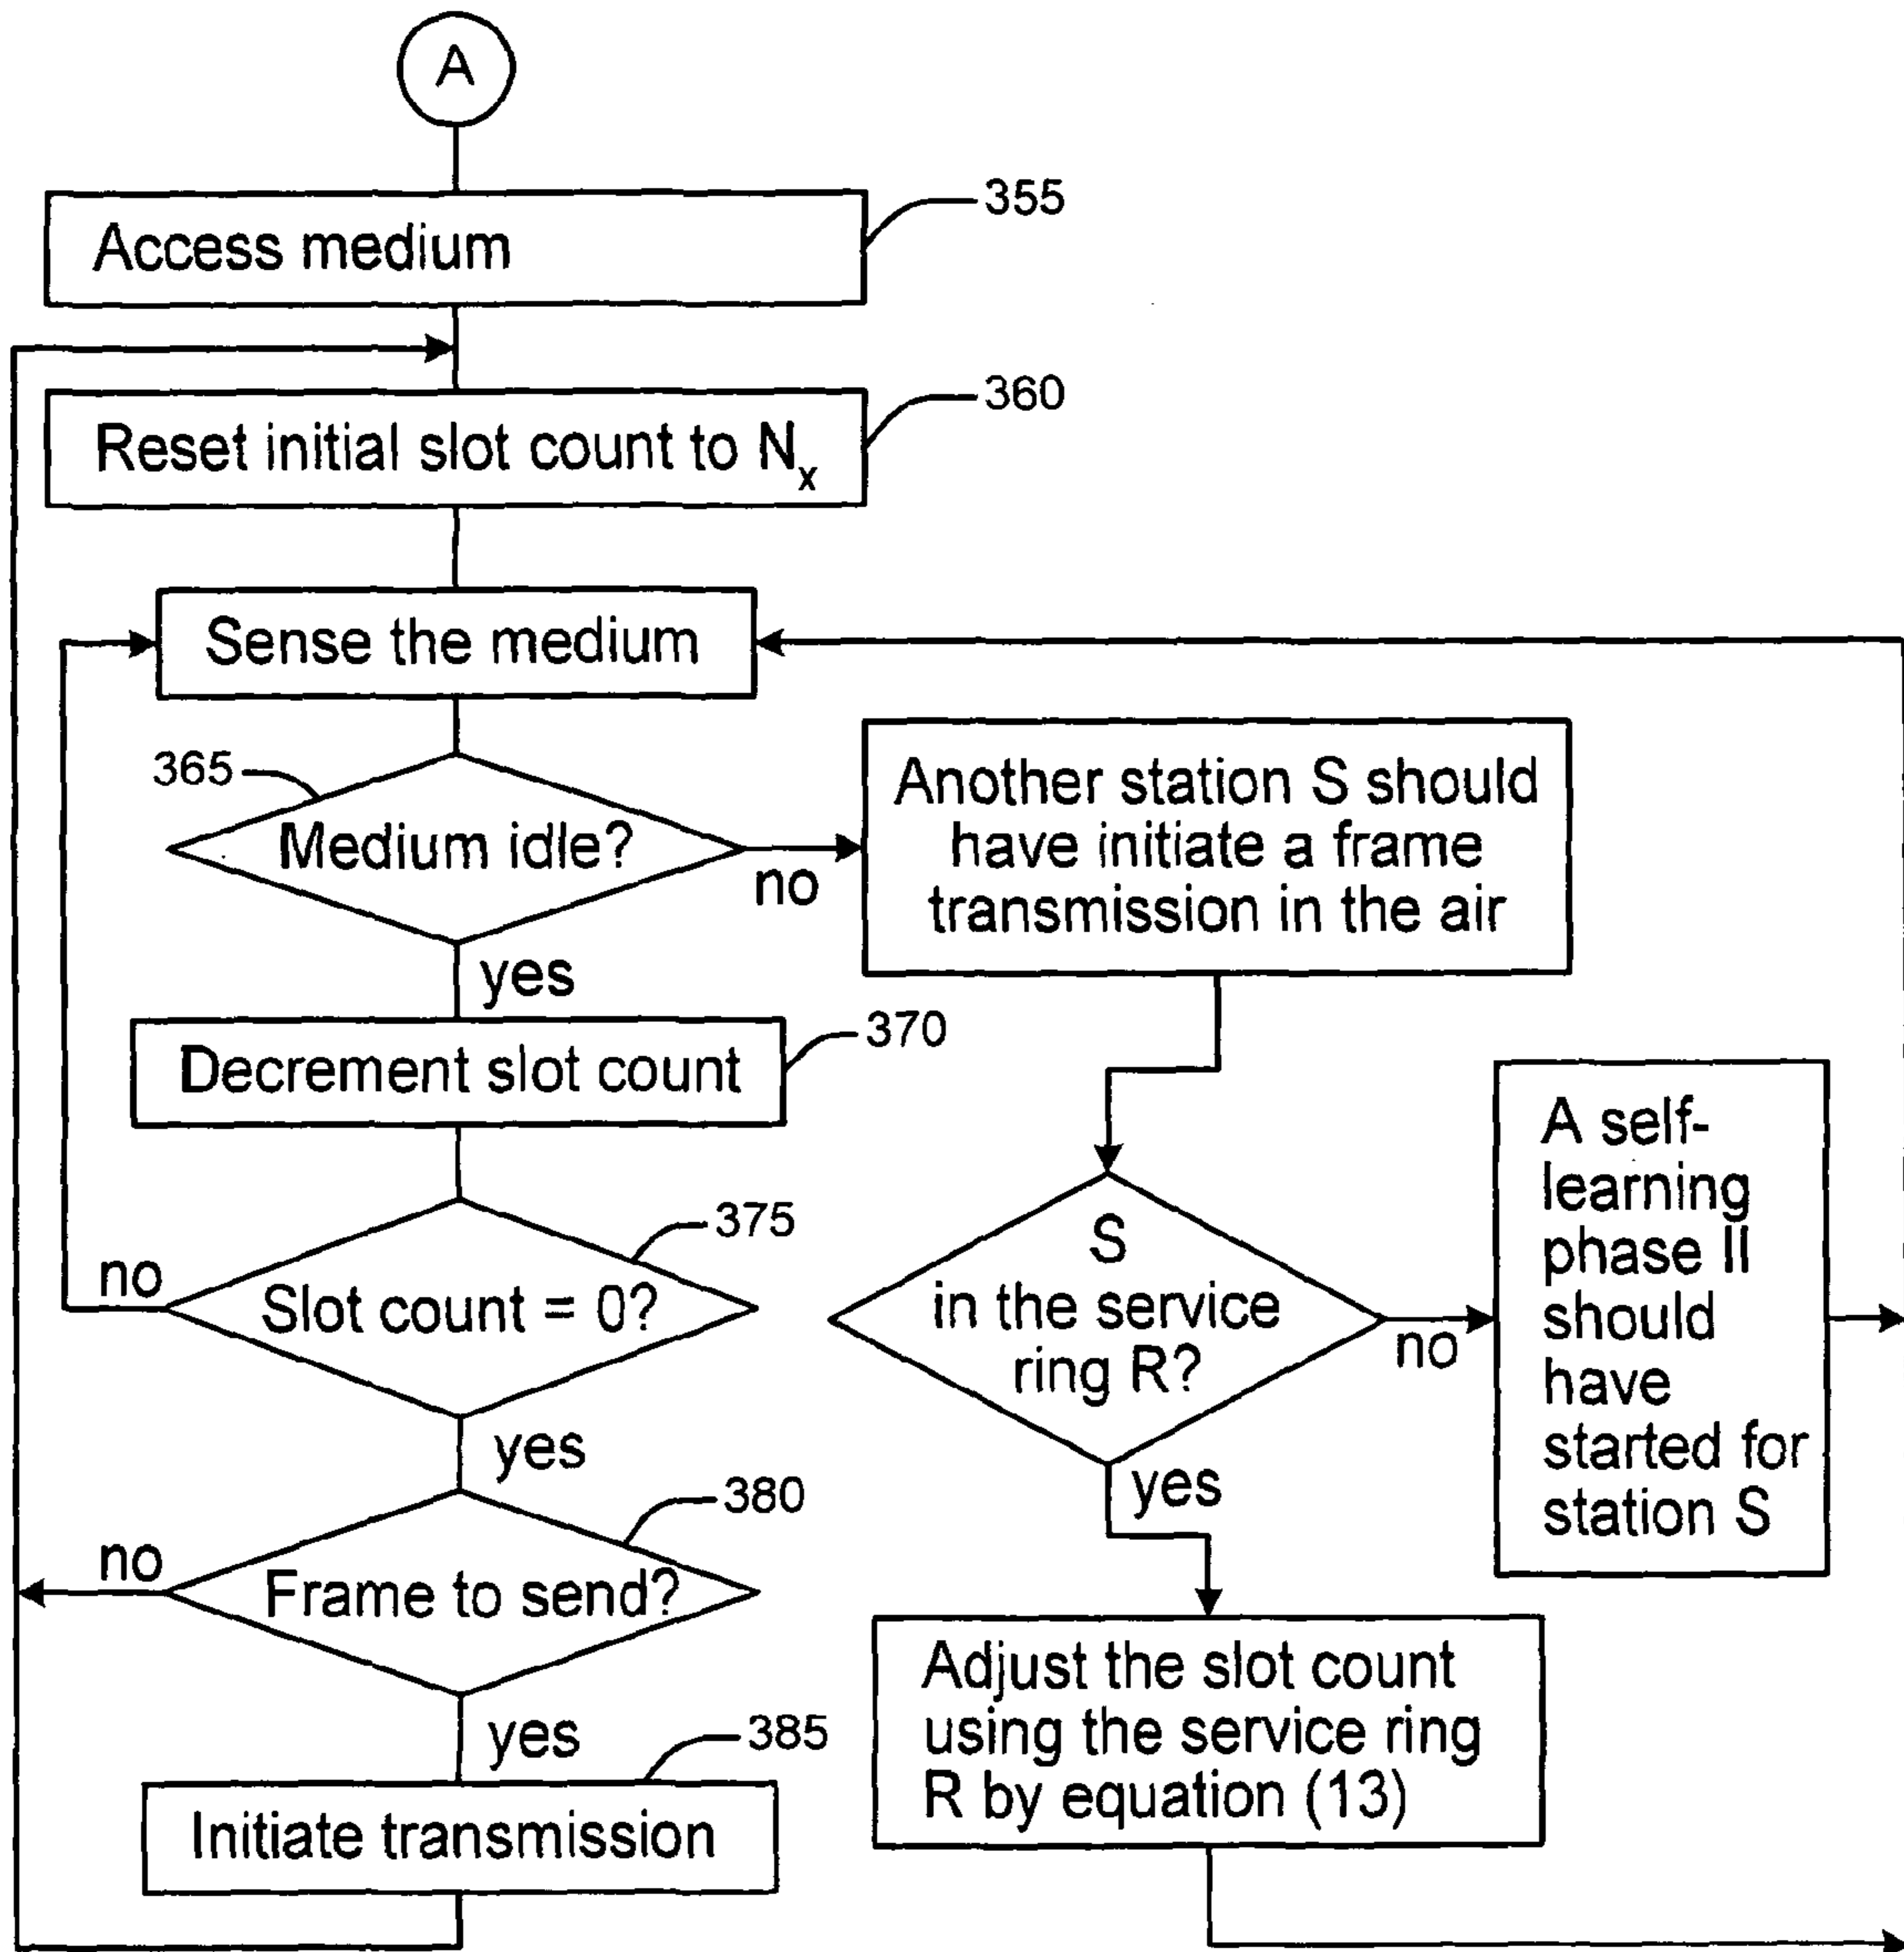 A
Access medium
355
Reset initial slot count to Nₓ
360
Sense the medium
365
Medium idle?
no
yes
Another station S should
have initiate a frame
transmission in the air
Decrement slot count
370
Slot count = 0?
375
no
yes
S
in the service
ring R?
no
yes
A self-
learning
phase II
should
have
started for
station S
Frame to send?
380
no
yes
Adjust the slot count
using the service ring
R by equation (13)
Initiate transmission
385